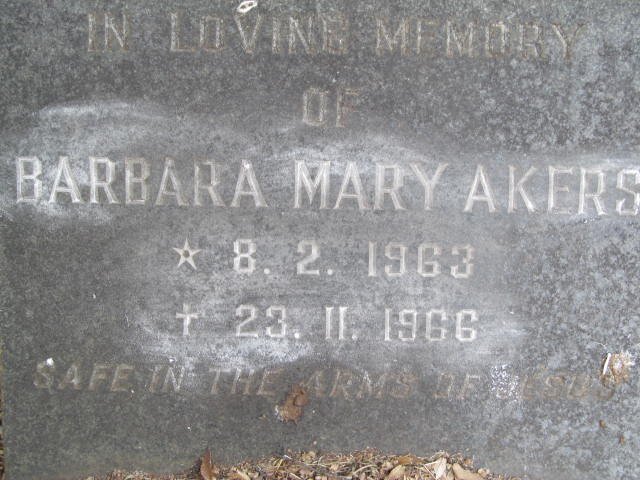 IN LOVING MEMORY
OF
BARBARA MARY AKERS
★ 8. 2. 1963
✝ 23. 11. 1966
SAFE IN THE ARMS OF JESUS